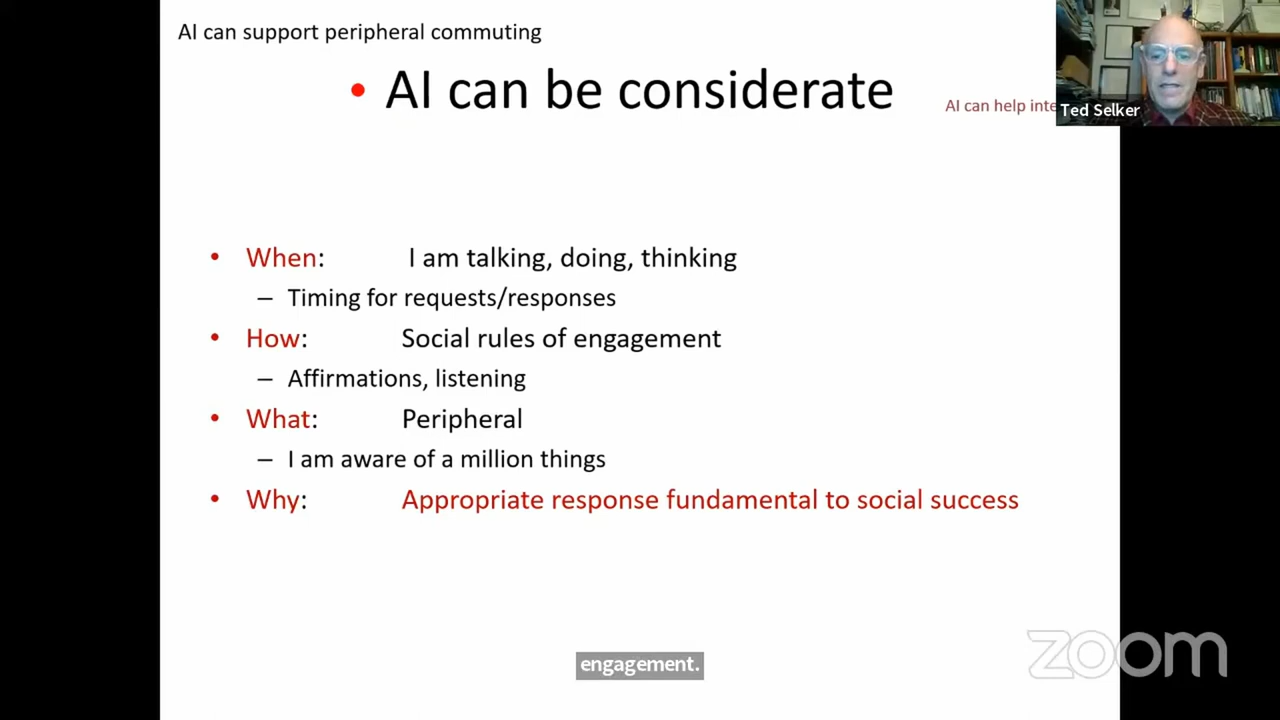 AI can support peripheral commuting
• AI can be considerate
AI can help
Ted Selker
• When: I am talking, doing, thinking
– Timing for requests/responses
• How: Social rules of engagement
– Affirmations, listening
• What: Peripheral
– I am aware of a million things
• Why: Appropriate response fundamental to social success
engagement.
zoom